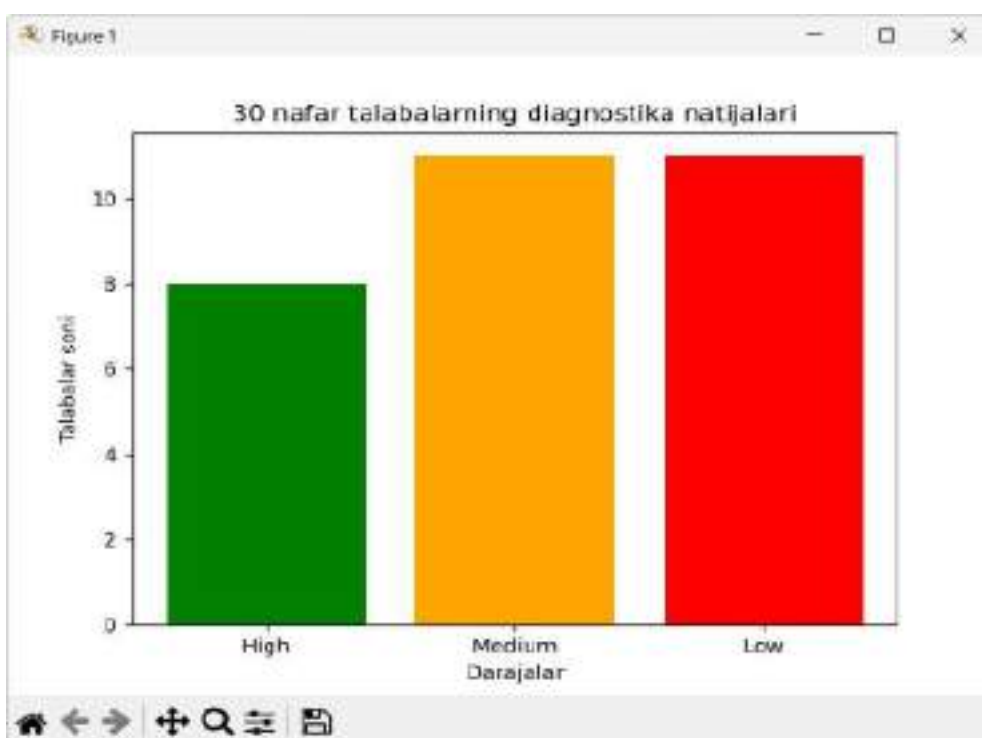 Figure 1
30 nafar talabalarning diagnostika natijalari
Talabalar soni
10
8
6
4
2
0
High Medium Low
Darajalar